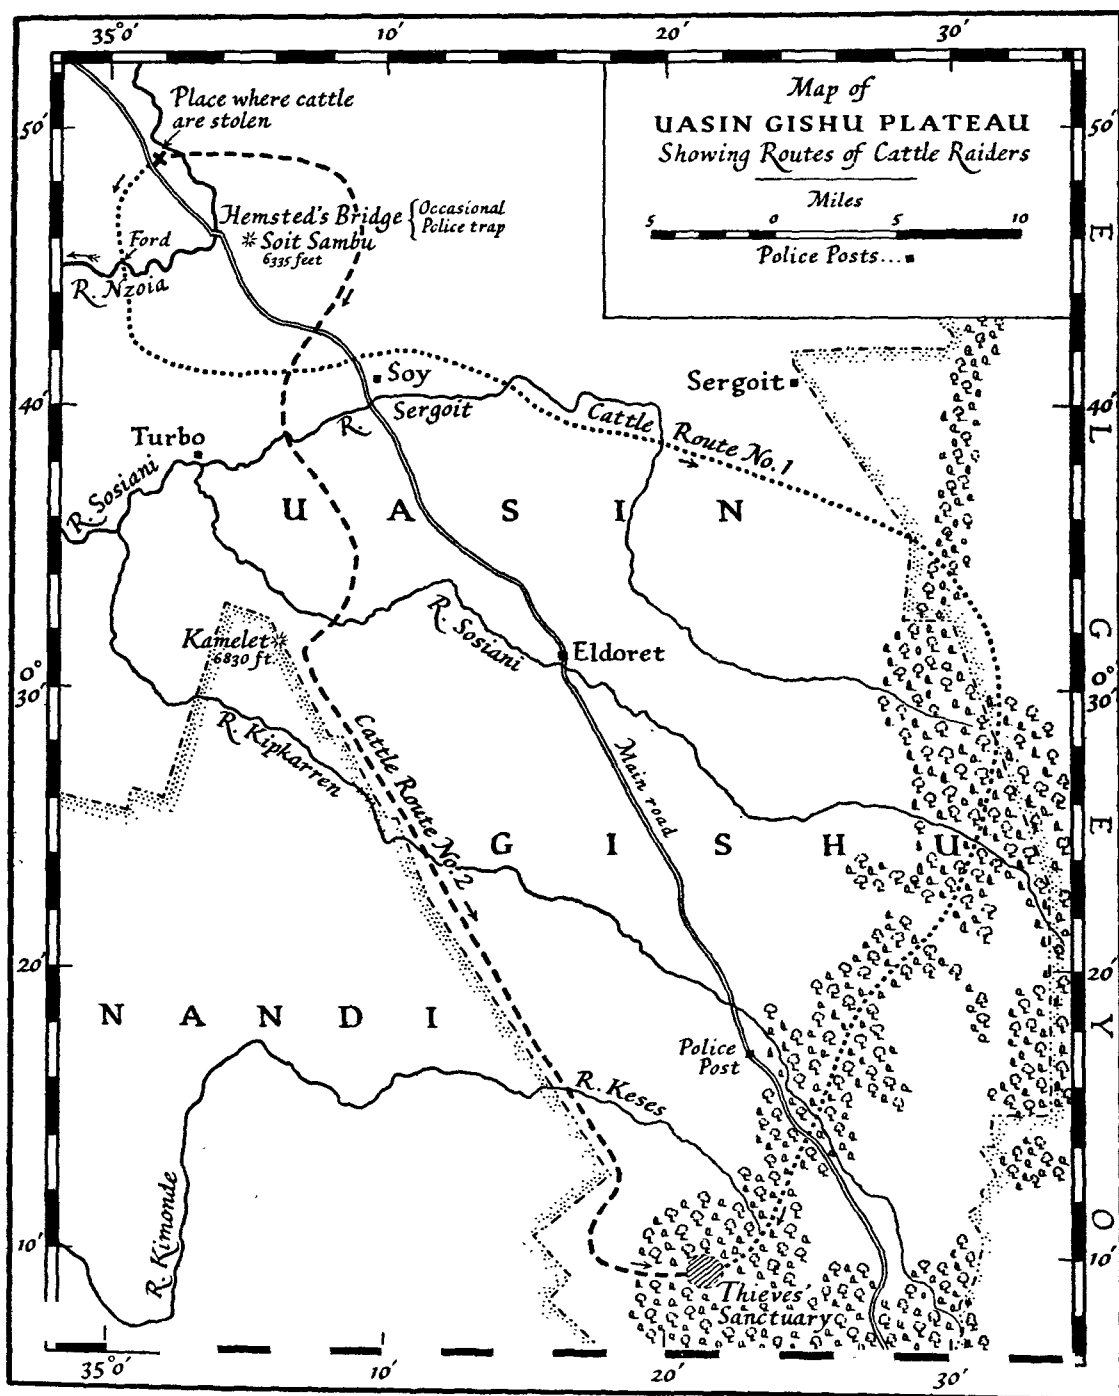 35°0'
10'
20'
30'
Map of
UASIN GISHU PLATEAU
Showing Routes of Cattle Raiders
Miles
5 0 5 10
Police Posts...
50'
50'
Place where cattle
are stolen
Hemsted's Bridge { Occasional
Police trap
Soit Sambu
6335 feet
Ford
R. Nzoia
Soy
Sergoit
40'
40'
R. Sergoit
Cattle Route No. 1
Turbo
R. Sosiani
UASIN
R. Sosiani
Kamelet
6830 ft.
Eldoret
0°
30'
0°
30'
R. Kipkarren
Cattle Route No. 2
Main road
GISHU
ELGEYO
20'
20'
NANDI
Police
Post
R. Keses
R. Kimonde
10'
10'
Thieves'
Sanctuary
35°0'
10'
20'
30'